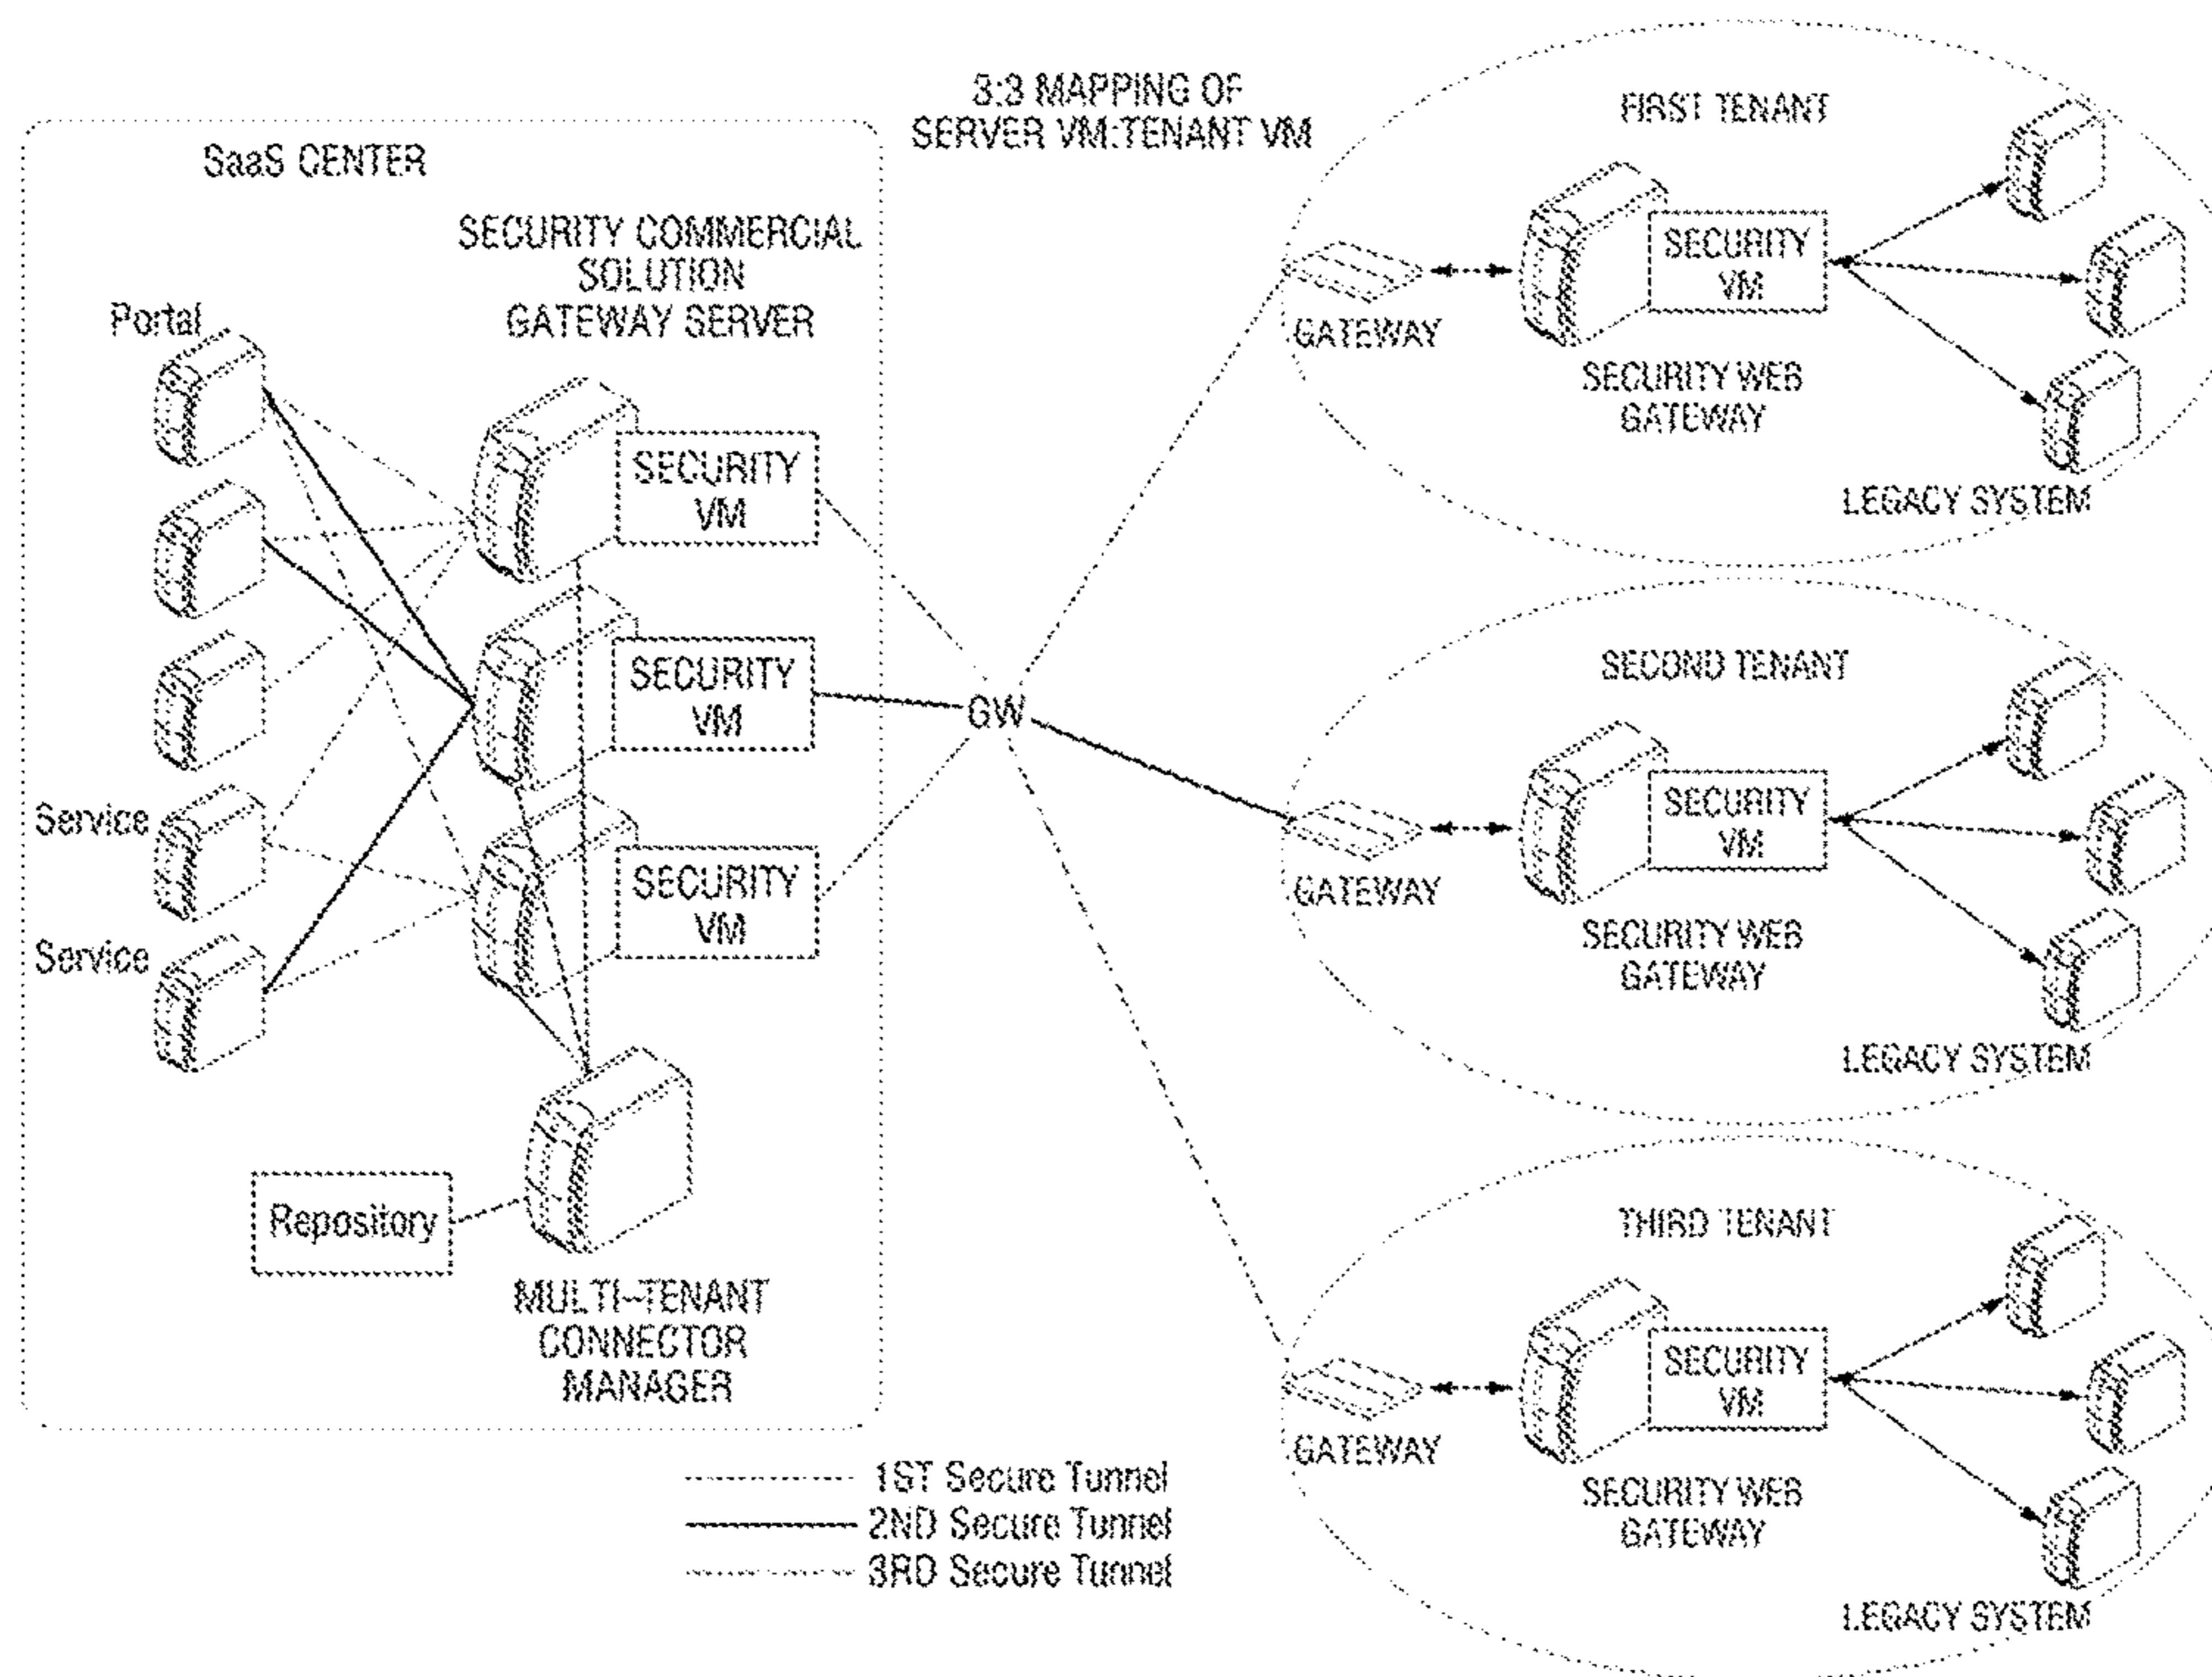 3:3 MAPPING OF
SERVER VM:TENANT VM
SaaS CENTER
SECURITY COMMERCIAL
SOLUTION
GATEWAY SERVER
Portal
SECURITY
VM
SECURITY
VM
SECURITY
VM
Service
Service
Repository
MULTI-TENANT
CONNECTOR
MANAGER
GW
FIRST TENANT
GATEWAY
SECURITY
VM
SECURITY WEB
GATEWAY
LEGACY SYSTEM
SECOND TENANT
GATEWAY
SECURITY
VM
SECURITY WEB
GATEWAY
LEGACY SYSTEM
THIRD TENANT
GATEWAY
SECURITY
VM
SECURITY WEB
GATEWAY
LEGACY SYSTEM
1ST Secure Tunnel
2ND Secure Tunnel
3RD Secure Tunnel